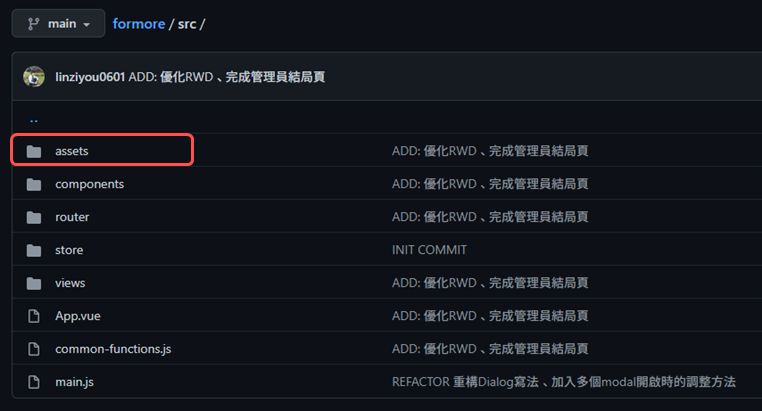 main formore / src /
linziyou0601 ADD: 優化RWD、完成管理員結局頁
..
assets ADD: 優化RWD、完成管理員結局頁
components ADD: 優化RWD、完成管理員結局頁
router ADD: 優化RWD、完成管理員結局頁
store INIT COMMIT
views ADD: 優化RWD、完成管理員結局頁
App.vue ADD: 優化RWD、完成管理員結局頁
common-functions.js ADD: 優化RWD、完成管理員結局頁
main.js REFACTOR 重構Dialog寫法、加入多個modal開啟時的調整方法